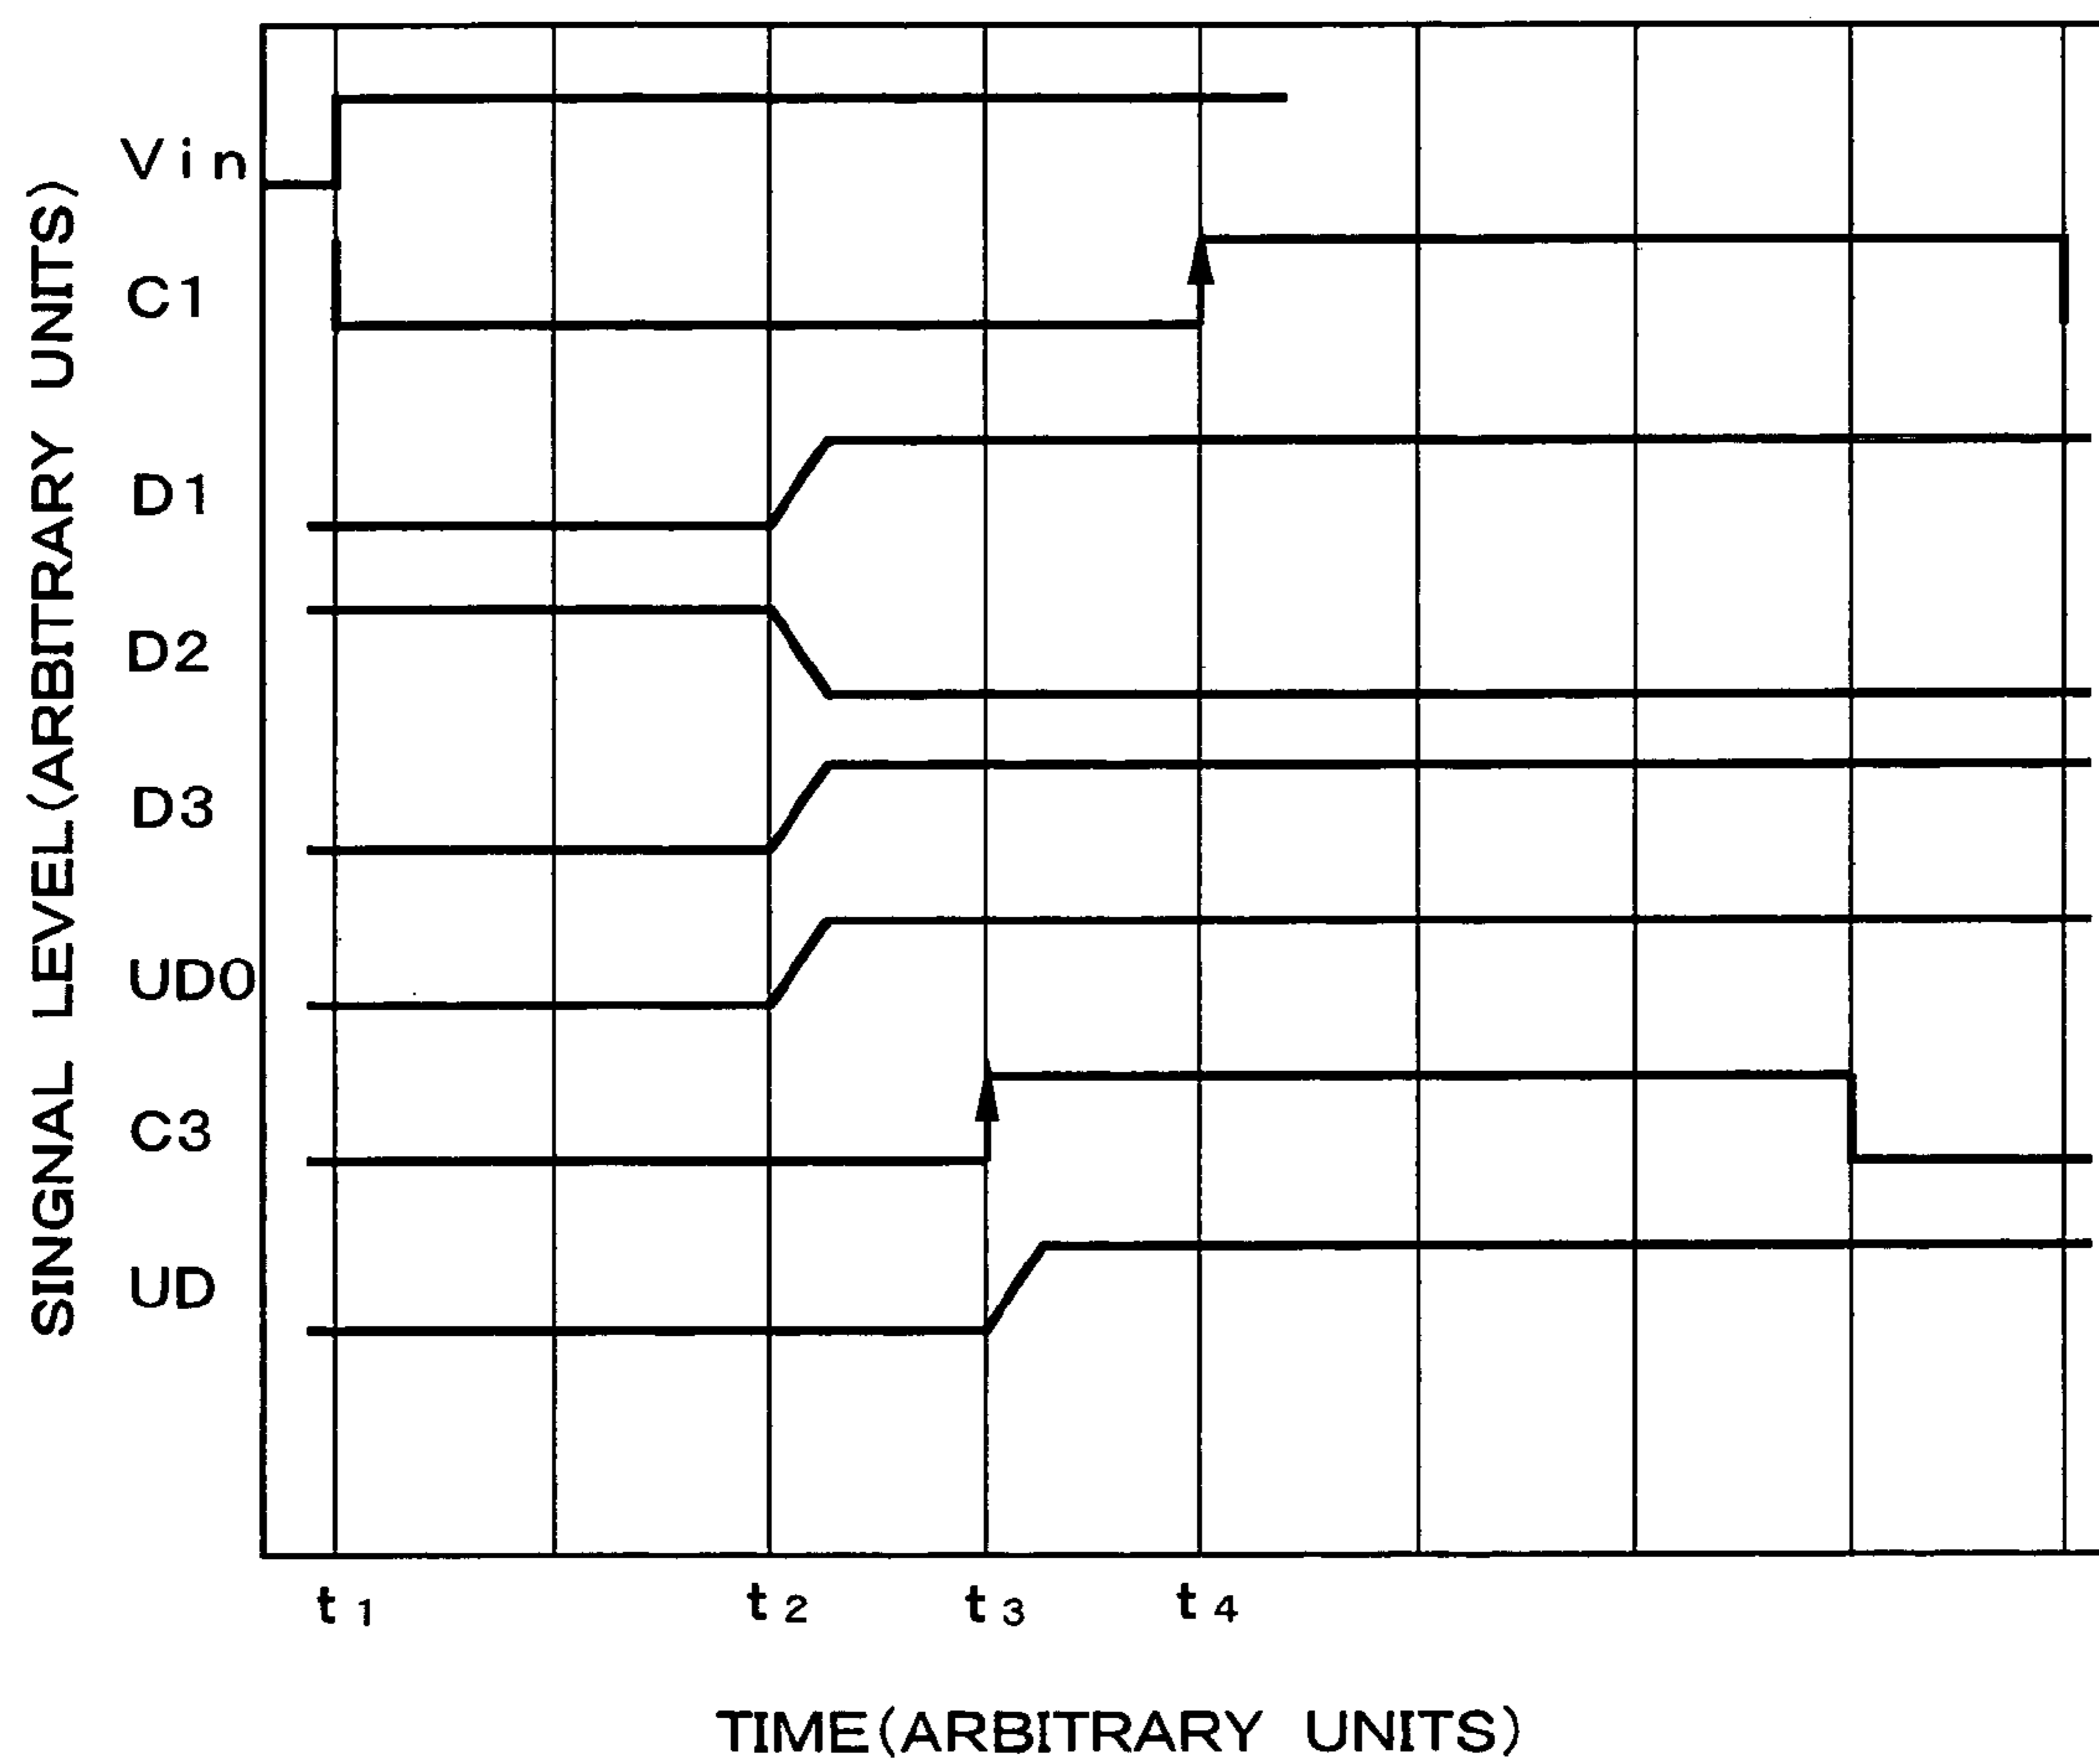 SINGNAL LEVEL(ARBITRARY UNITS)
Vin
C1
D1
D2
D3
UD0
C3
UD
t1
t2
t3
t4
TIME(ARBITRARY UNITS)